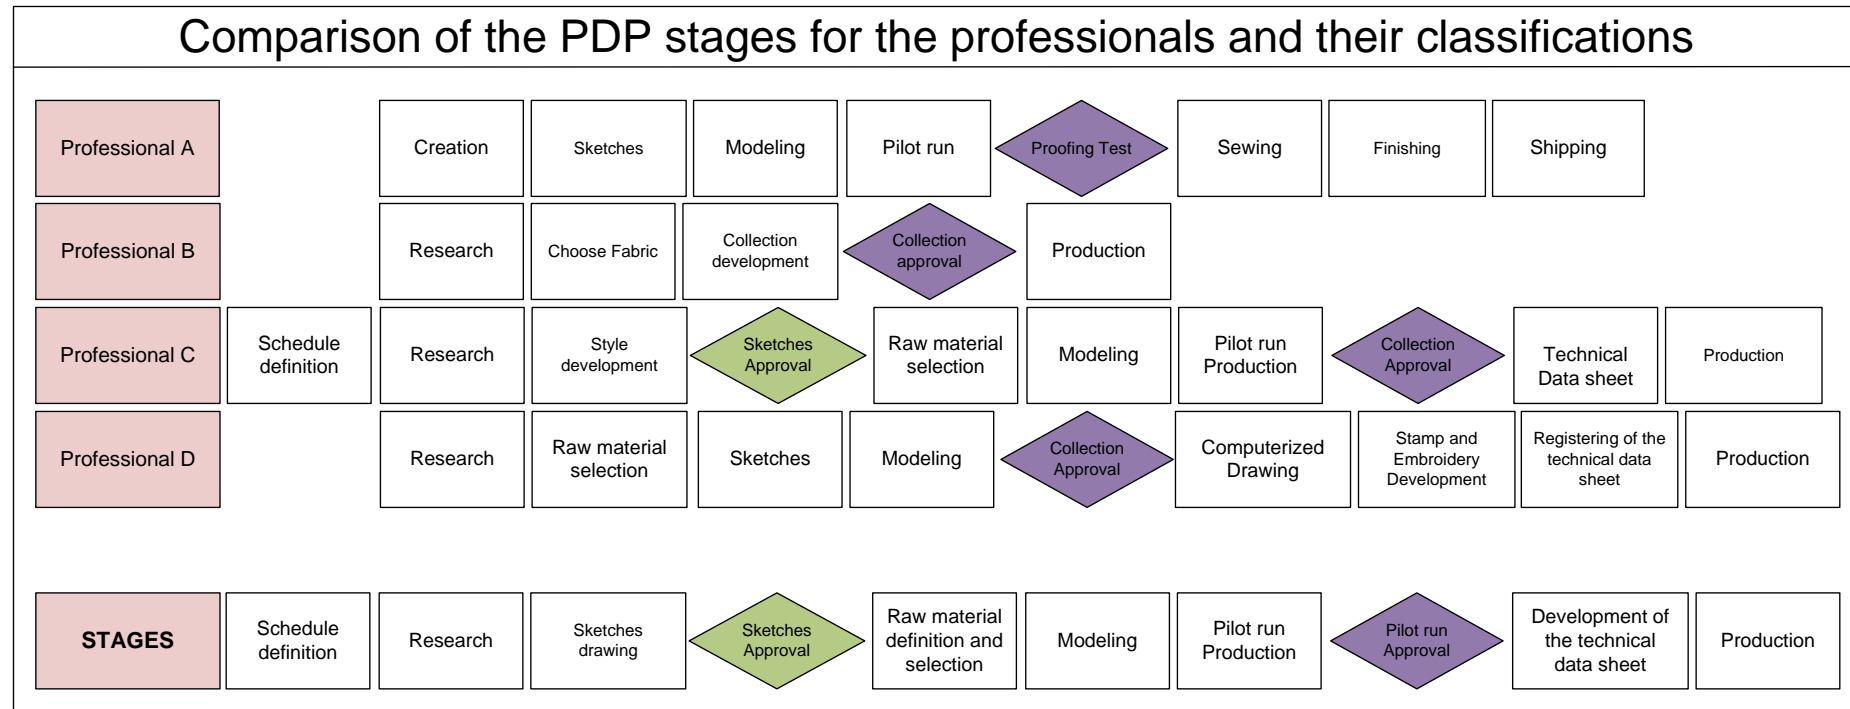 Comparison of the PDP stages for the professionals and their classifications
Professional A
Creation
Sketches
Modeling
Pilot run
Proofing Test
Sewing
Finishing
Shipping
Professional B
Research
Choose Fabric
Collection
development
Collection
approval
Production
Professional C
Schedule
definition
Research
Style
development
Sketches
Approval
Raw material
selection
Modeling
Pilot run
Production
Collection
Approval
Technical
Data sheet
Production
Professional D
Research
Raw material
selection
Sketches
Modeling
Collection
Approval
Computerized
Drawing
Stamp and
Embroidery
Development
Registering of the
technical data
sheet
Production
STAGES
Schedule
definition
Research
Sketches
drawing
Sketches
Approval
Raw material
definition and
selection
Modeling
Pilot run
Production
Pilot run
Approval
Development of
the technical
data sheet
Production